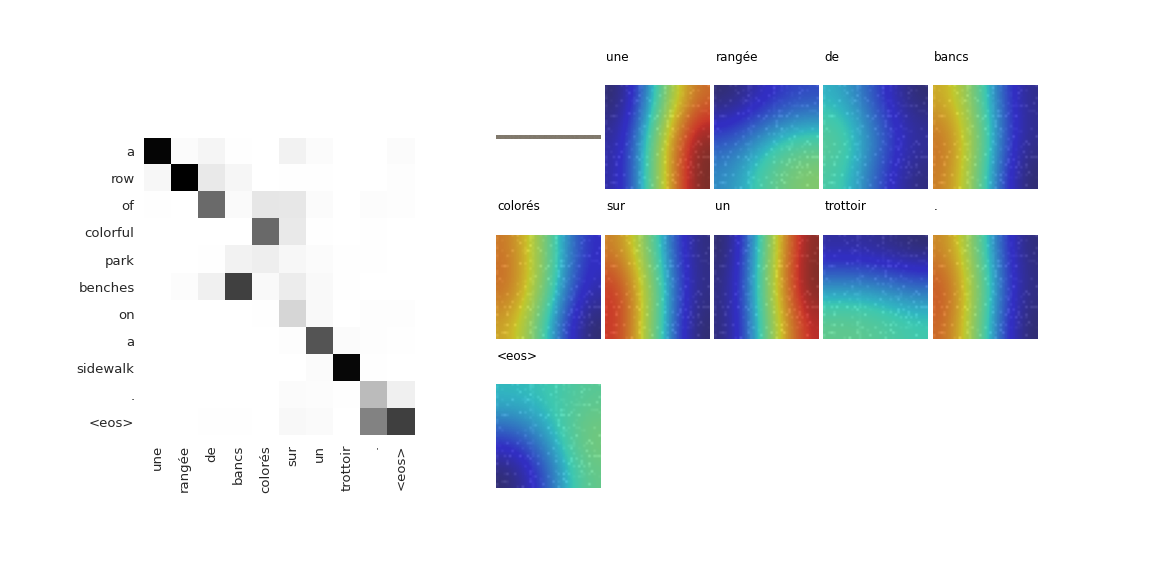 une rangée de bancs
a
row
of
colorful
park
benches
on
a
sidewalk
.
<eos>
une
rangée
de
bancs
colorés
sur
un
trottoir
.
<eos>
colorés sur un trottoir .
<eos>